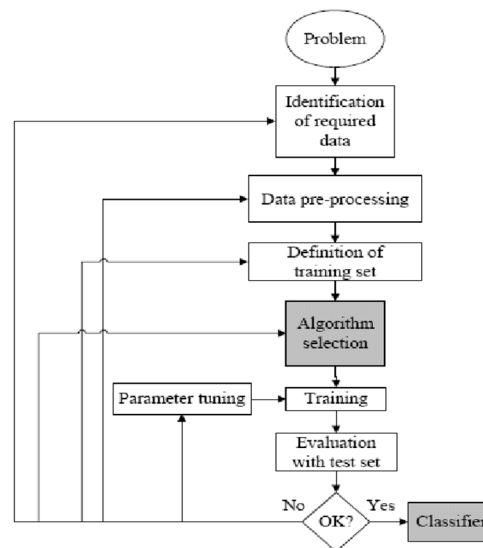 Problem
Identification
of required
data
Data pre-processing
Definition of
training set
Algorithm
selection
Parameter tuning
Training
Evaluation
with test set
No
OK?
Yes
Classifier